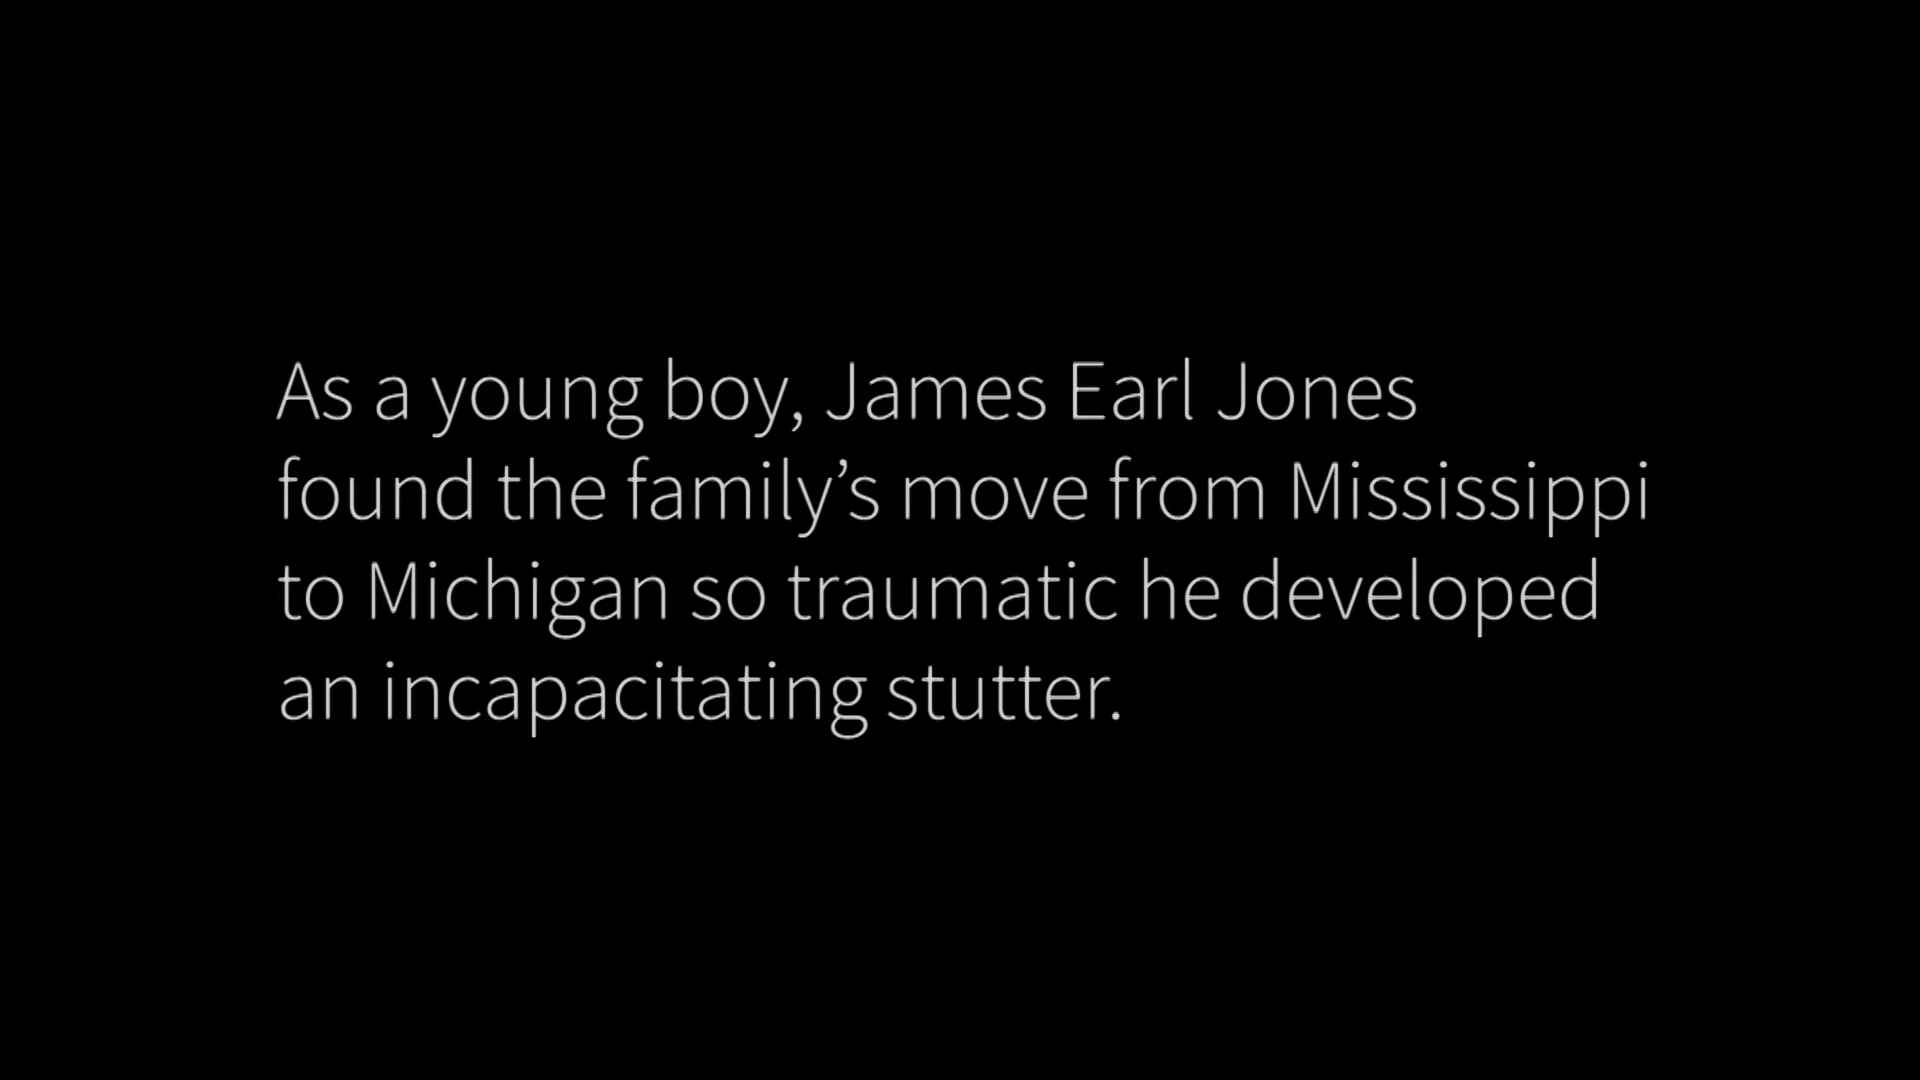 As a young boy, James Earl Jones
found the family’s move from Mississippi
to Michigan so traumatic he developed
an incapacitating stutter.